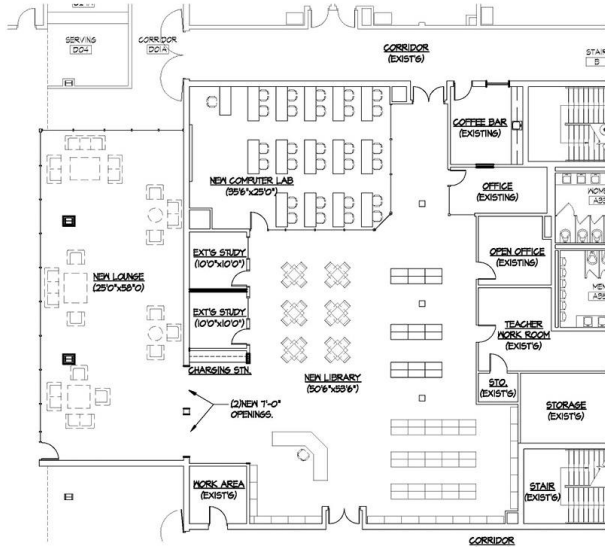 SERVING
D04
CORRIDOR
D01A
CORRIDOR
(EXIST'G)
STAIR
B
COFFEE BAR
(EXISTING)
NEW COMPUTER LAB
(35'6"x25'0")
OFFICE
(EXISTING)
EXT'G STUDY
(10'0"x10'0")
OPEN OFFICE
(EXISTING)
NEW LOUNGE
(25'0"x58'0)
EXT'G STUDY
(10'0"x10'0")
TEACHER
WORK ROOM
(EXIST'G)
CHARGING STN.
NEW LIBRARY
(50'6"x53'6")
STO.
(EXIST'G)
(2)NEW 7'-0"
OPENINGS.
STORAGE
(EXIST'G)
WORK AREA
(EXIST'G)
STAIR
(EXIST'G)
CORRIDOR